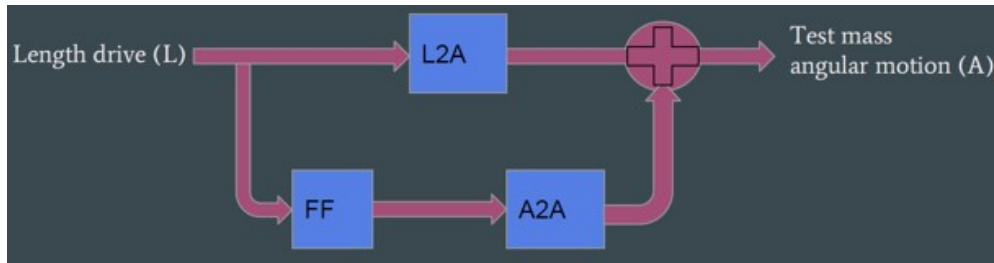 Length drive (L)
L2A
Test mass
angular motion (A)
FF
A2A